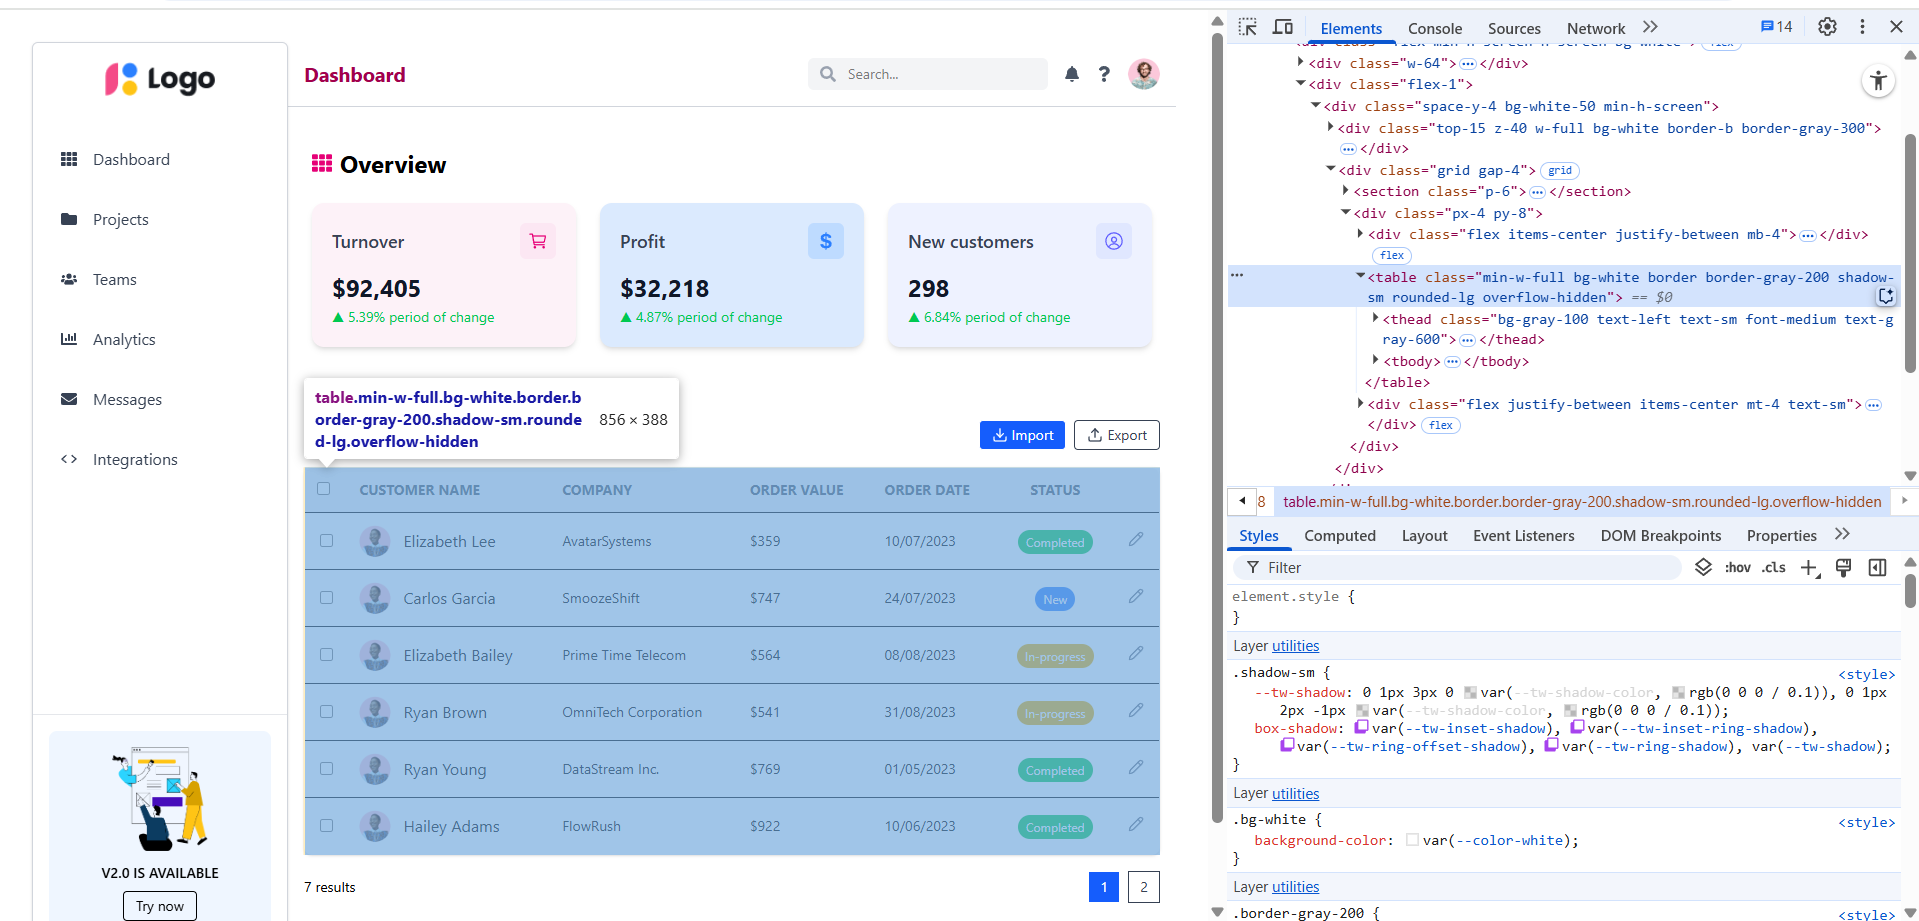 Logo
Dashboard
Projects
Teams
Analytics
Messages
Integrations
V2.0 IS AVAILABLE
Try now
Dashboard
Search...
?
Overview
Turnover
$92,405
▲ 5.39% period of change
Profit
$
$32,218
▲ 4.87% period of change
New customers
298
▲ 6.84% period of change
table.min-w-full.bg-white.border.b
order-gray-200.shadow-sm.rounde
d-lg.overflow-hidden
856 × 388
Import
Export
CUSTOMER NAME COMPANY ORDER VALUE ORDER DATE STATUS
Elizabeth Lee AvatarSystems $359 10/07/2023 Completed
Carlos Garcia SmoozeShift $747 24/07/2023 New
Elizabeth Bailey Prime Time Telecom $564 08/08/2023 In-progress
Ryan Brown OmniTech Corporation $541 31/08/2023 In-progress
Ryan Young DataStream Inc. $769 01/05/2023 Completed
Hailey Adams FlowRush $922 10/06/2023 Completed
7 results
1 2
Elements Console Sources Network 14
<div class="flex min-h-screen h-screen bg-white"> flex
<div class="w-64"> … </div>
<div class="flex-1">
<div class="space-y-4 bg-white-50 min-h-screen">
<div class="top-15 z-40 w-full bg-white border-b border-gray-300">
… </div>
<div class="grid gap-4"> grid
<section class="p-6"> … </section>
<div class="px-4 py-8">
<div class="flex items-center justify-between mb-4"> … </div>
flex
<table class="min-w-full bg-white border border-gray-200 shadow-
sm rounded-lg overflow-hidden"> == $0
<thead class="bg-gray-100 text-left text-sm font-medium text-g
ray-600"> … </thead>
<tbody> … </tbody>
</table>
<div class="flex justify-between items-center mt-4 text-sm"> …
</div> flex
</div>
</div>
8 table.min-w-full.bg-white.border.border-gray-200.shadow-sm.rounded-lg.overflow-hidden
Styles Computed Layout Event Listeners DOM Breakpoints Properties
Filter :hov .cls
element.style {
}
Layer utilities
.shadow-sm { <style>
--tw-shadow: 0 1px 3px 0 var(--tw-shadow-color, rgb(0 0 0 / 0.1)), 0 1px
2px -1px var(--tw-shadow-color, rgb(0 0 0 / 0.1));
box-shadow: var(--tw-inset-shadow), var(--tw-inset-ring-shadow),
var(--tw-ring-offset-shadow), var(--tw-ring-shadow), var(--tw-shadow);
}
Layer utilities
.bg-white { <style>
background-color: var(--color-white);
}
Layer utilities
.border-gray-200 { <style>